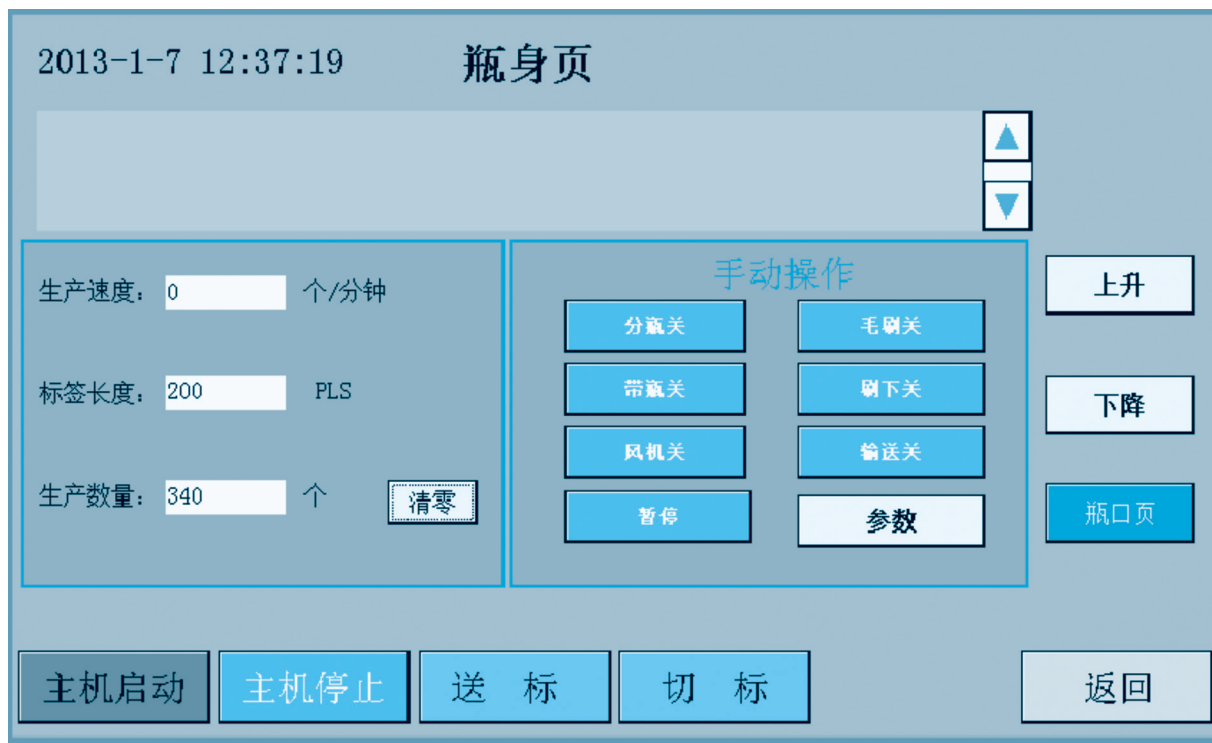 2013-1-7 12:37:19 瓶身页
生产速度: 0 个/分钟
标签长度: 200 PLS
生产数量: 340 个 清零
手动操作
分瓶关 毛刷关
带瓶关 刷下关
风机关 输送关
暂停 参数
上升
下降
瓶口页
主机启动 主机停止 送 标 切 标 返回